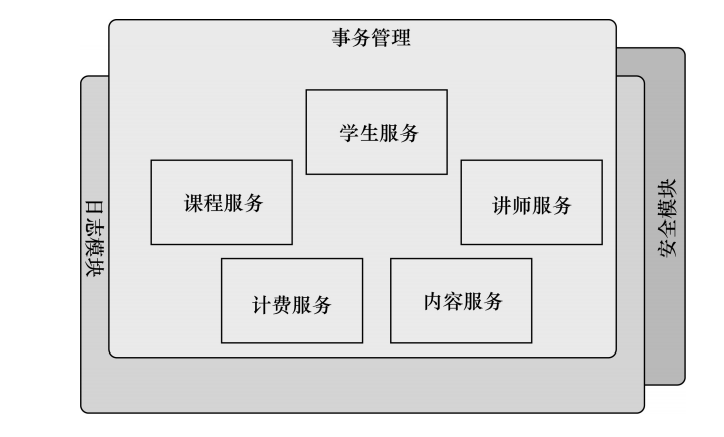 事务管理
学生服务
课程服务
讲师服务
计费服务
内容服务
日志模块
安全模块